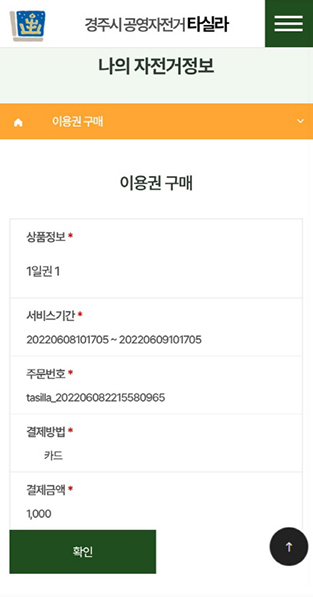 경주시 공영자전거 타실라
나의 자전거정보
이용권 구매
이용권 구매
상품정보 *
1일권 1
서비스기간 *
20220608101705 ~ 20220609101705
주문번호 *
tasilla_202206082215580965
결제방법 *
카드
결제금액 *
1,000
확인